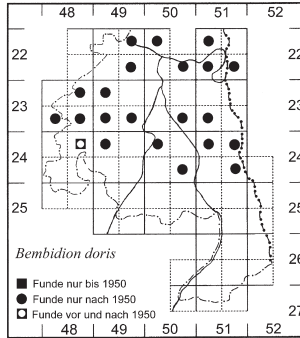 48 49 50 51 52
22 22
23 23
24 24
25 25
26
27
48 49 50 51 52
Bembidion doris
Funde nur bis 1950
Funde nur nach 1950
Funde vor und nach 1950